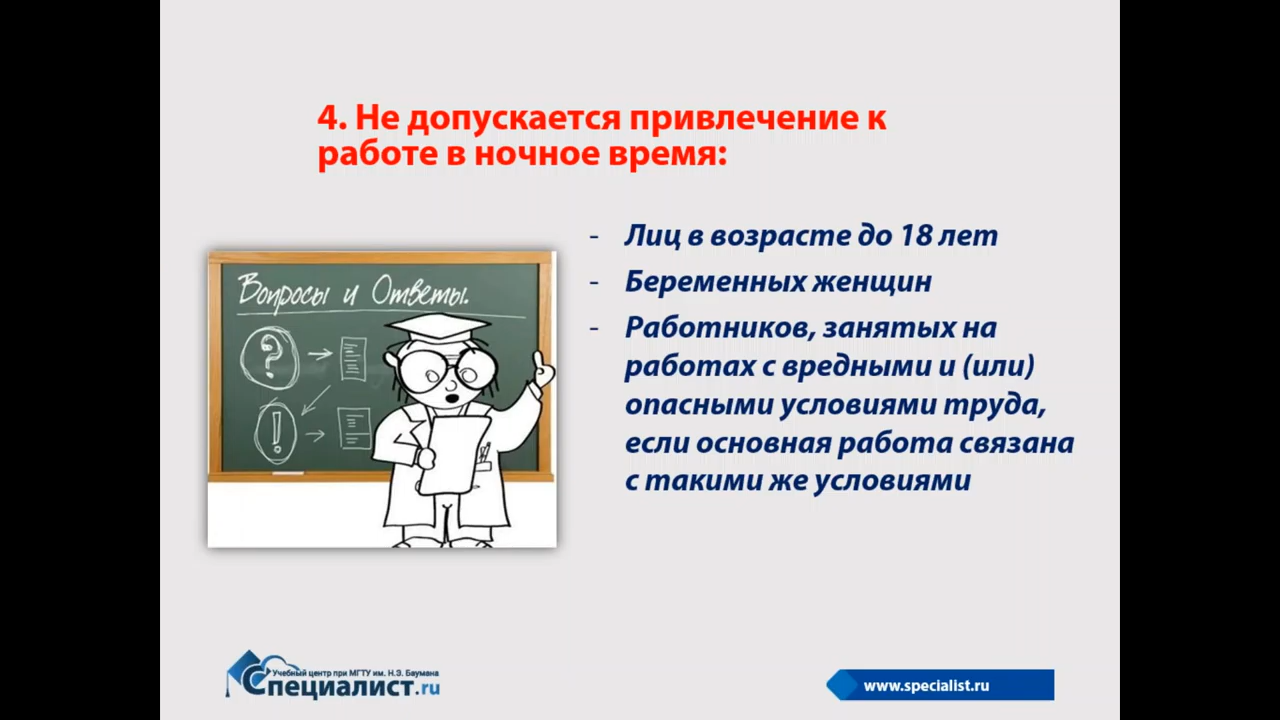 4. Не допускается привлечение к
работе в ночное время:
- Лиц в возрасте до 18 лет
- Беременных женщин
- Работников, занятых на
работах с вредными и (или)
опасными условиями труда,
если основная работа связана
с такими же условиями
Вопросы и Ответы.
?
!
Учебный центр при МГТУ им. Н.Э. Баумана
Специалист.ru
www.specialist.ru